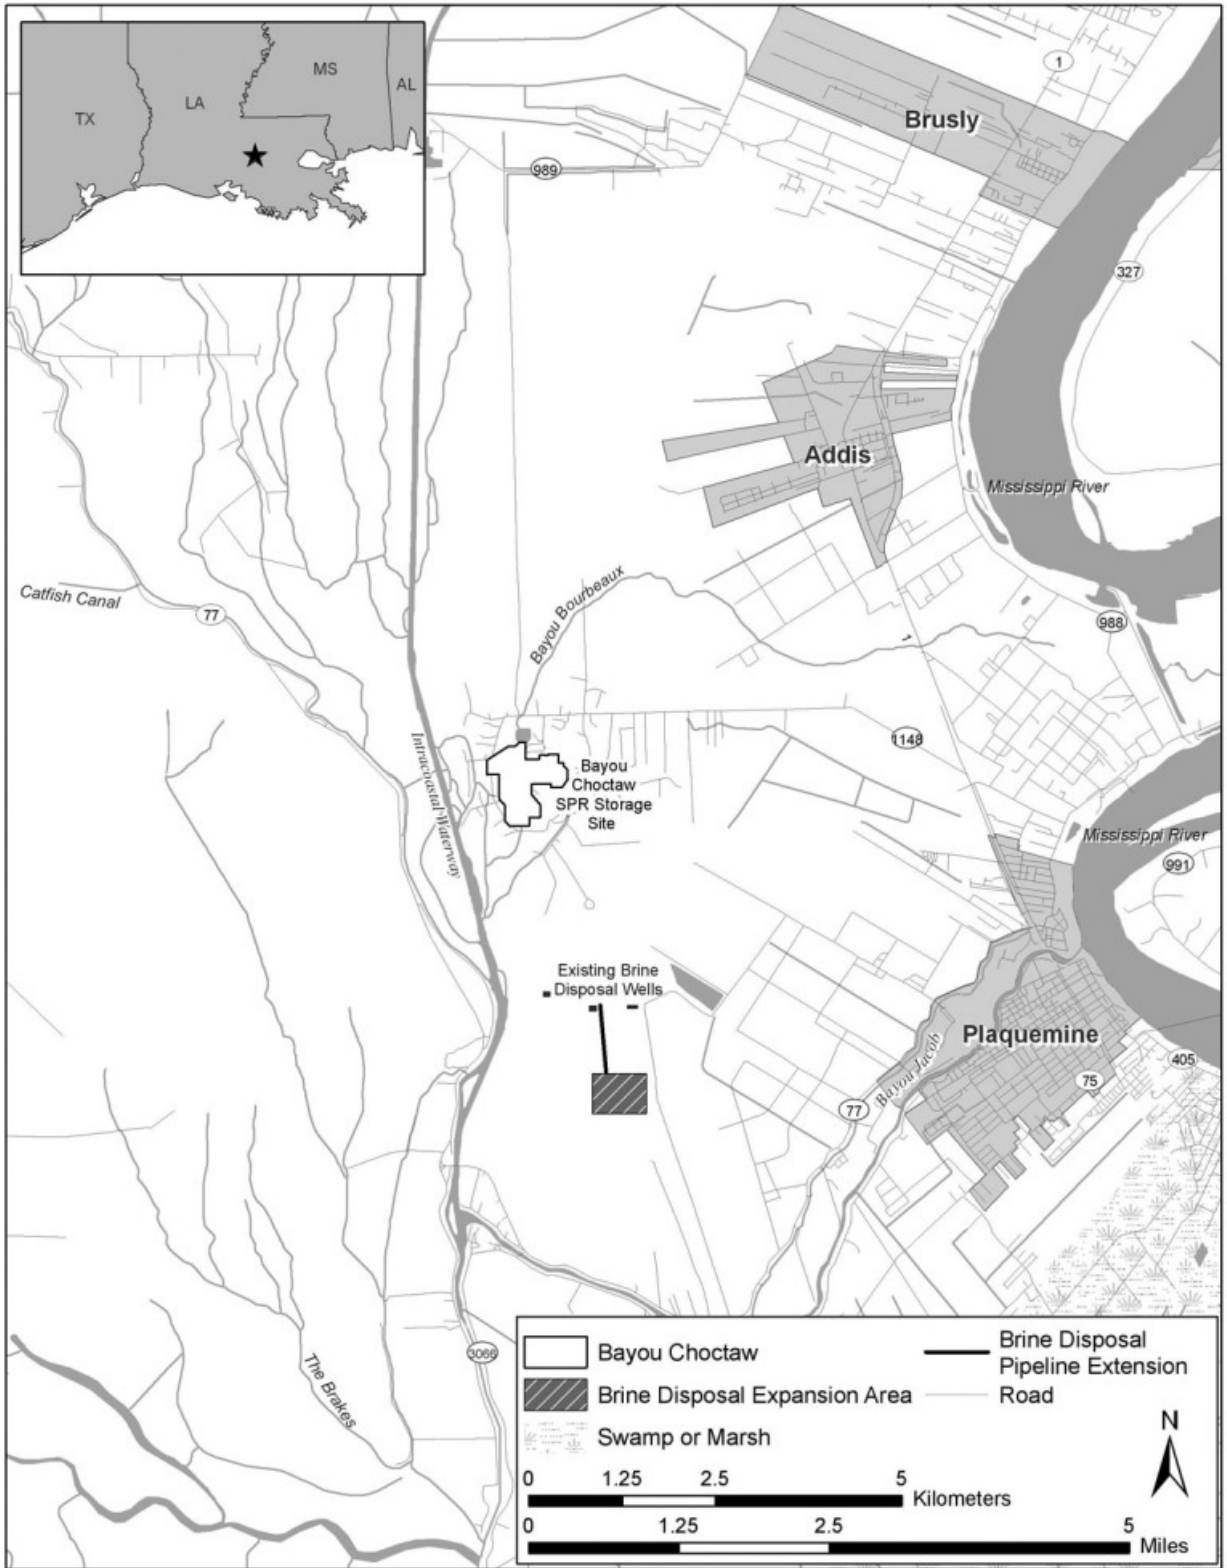 TX
LA
MS
AL
1
Brusly
989
327
Addis
Mississippi River
Catfish Canal
77
Bayou Bourbeaux
988
1
1148
Intracoastal Waterway
Bayou
Choctaw
SPR Storage
Site
Mississippi River
991
Existing Brine
Disposal Wells
Plaquemine
Bayou Jacob
405
75
77
3066
The Brakes
Bayou Choctaw
Brine Disposal Expansion Area
Swamp or Marsh
Brine Disposal
Pipeline Extension
Road
N
0 1.25 2.5 5
Kilometers
0 1.25 2.5 5
Miles